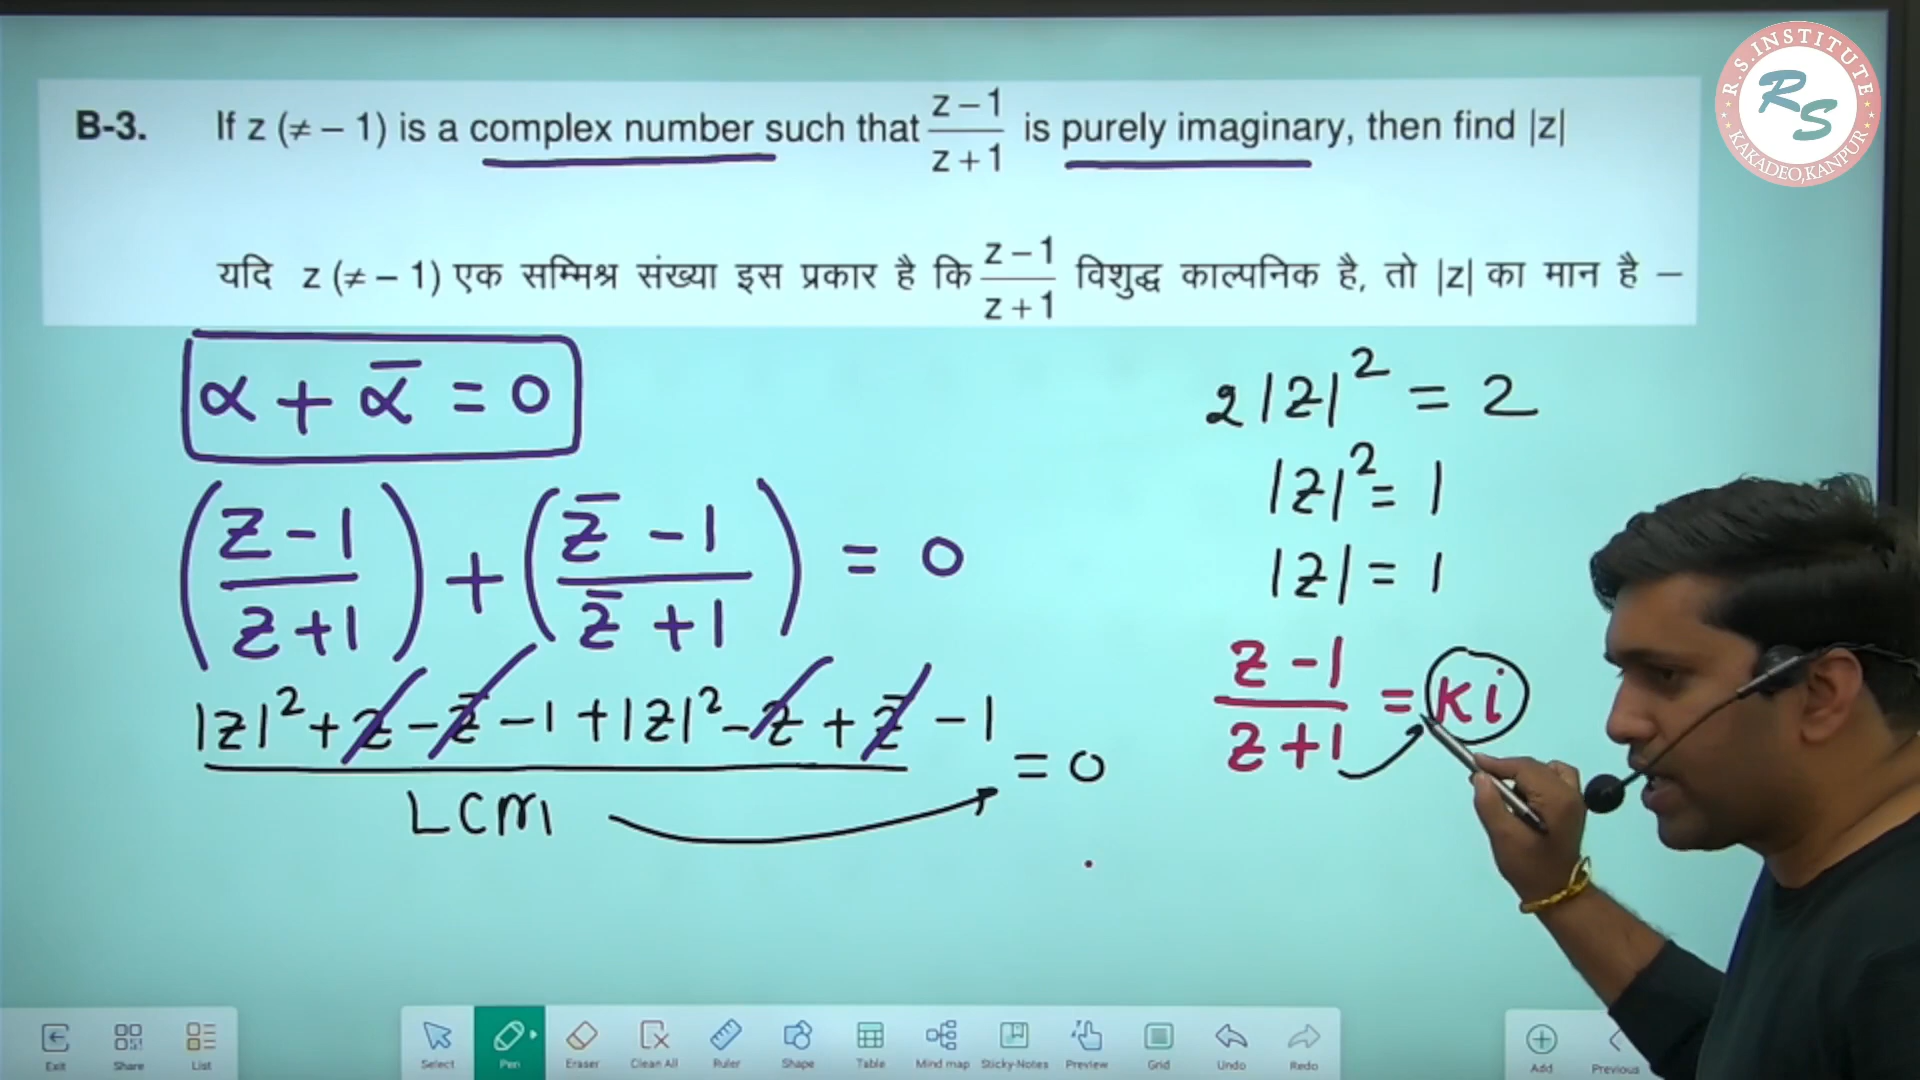 B-3. If z (≠ – 1) is a complex number such that (z – 1)/(z + 1) is purely imaginary, then find |z|
यदि z (≠ – 1) एक सम्मिश्र संख्या इस प्रकार है कि (z – 1)/(z + 1) विशुद्ध काल्पनिक है, तो |z| का मान है –
α + ᾱ = 0
(z - 1)/(z + 1) + (z̄ - 1)/(z̄ + 1) = 0
|z|² + z - z̄ - 1 + |z|² - z + z̄ - 1 = 0
LCM
2|z|² = 2
|z|² = 1
|z| = 1
(z - 1)/(z + 1) = Ki
R.S. INSTITUTE
RS
KAKADEO, KANPUR
Exit Share List Select Pen Eraser Clean All Ruler Shape Table Mind map Sticky-Notes Preview Grid Undo Redo Add Previous